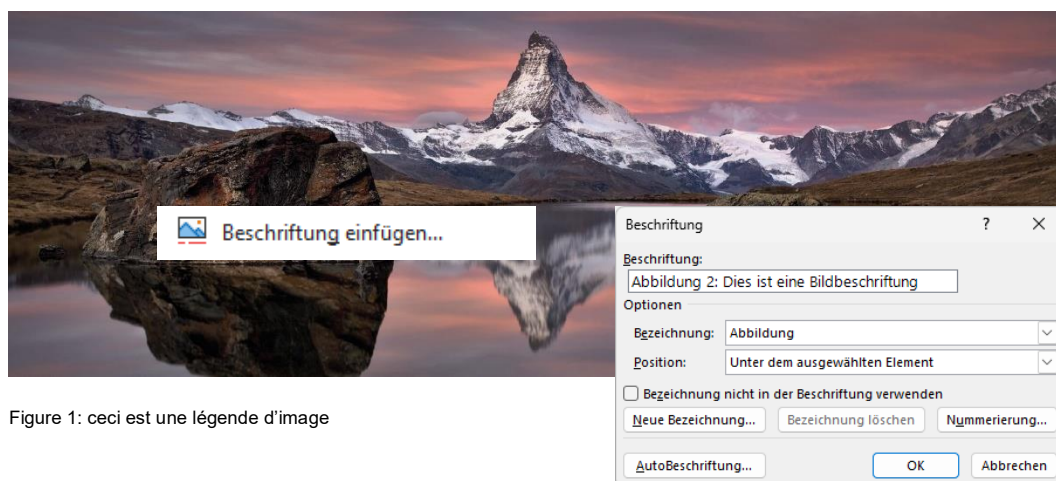 Beschriftung einfügen...
Beschriftung ? ×
Beschriftung:
Abbildung 2: Dies ist eine Bildbeschriftung
Optionen
Bezeichnung: Abbildung
Position: Unter dem ausgewählten Element
Bezeichnung nicht in der Beschriftung verwenden
Neue Bezeichnung... Bezeichnung löschen Nummerierung...
AutoBeschriftung... OK Abbrechen
Figure 1: ceci est une légende d’image